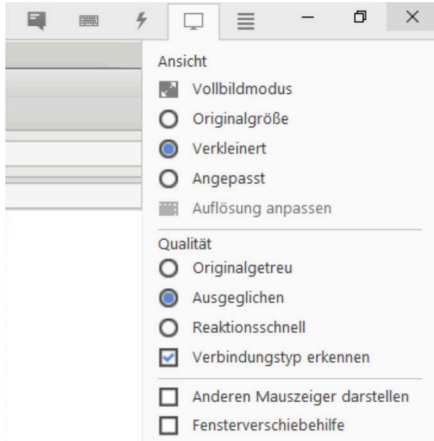 Ansicht
Vollbildmodus
Originalgröße
Verkleinert
Angepasst
Auflösung anpassen
Qualität
Originalgetreu
Ausgeglichen
Reaktionsschnell
Verbindungstyp erkennen
Anderen Mauszeiger darstellen
Fensterverschiebehilfe